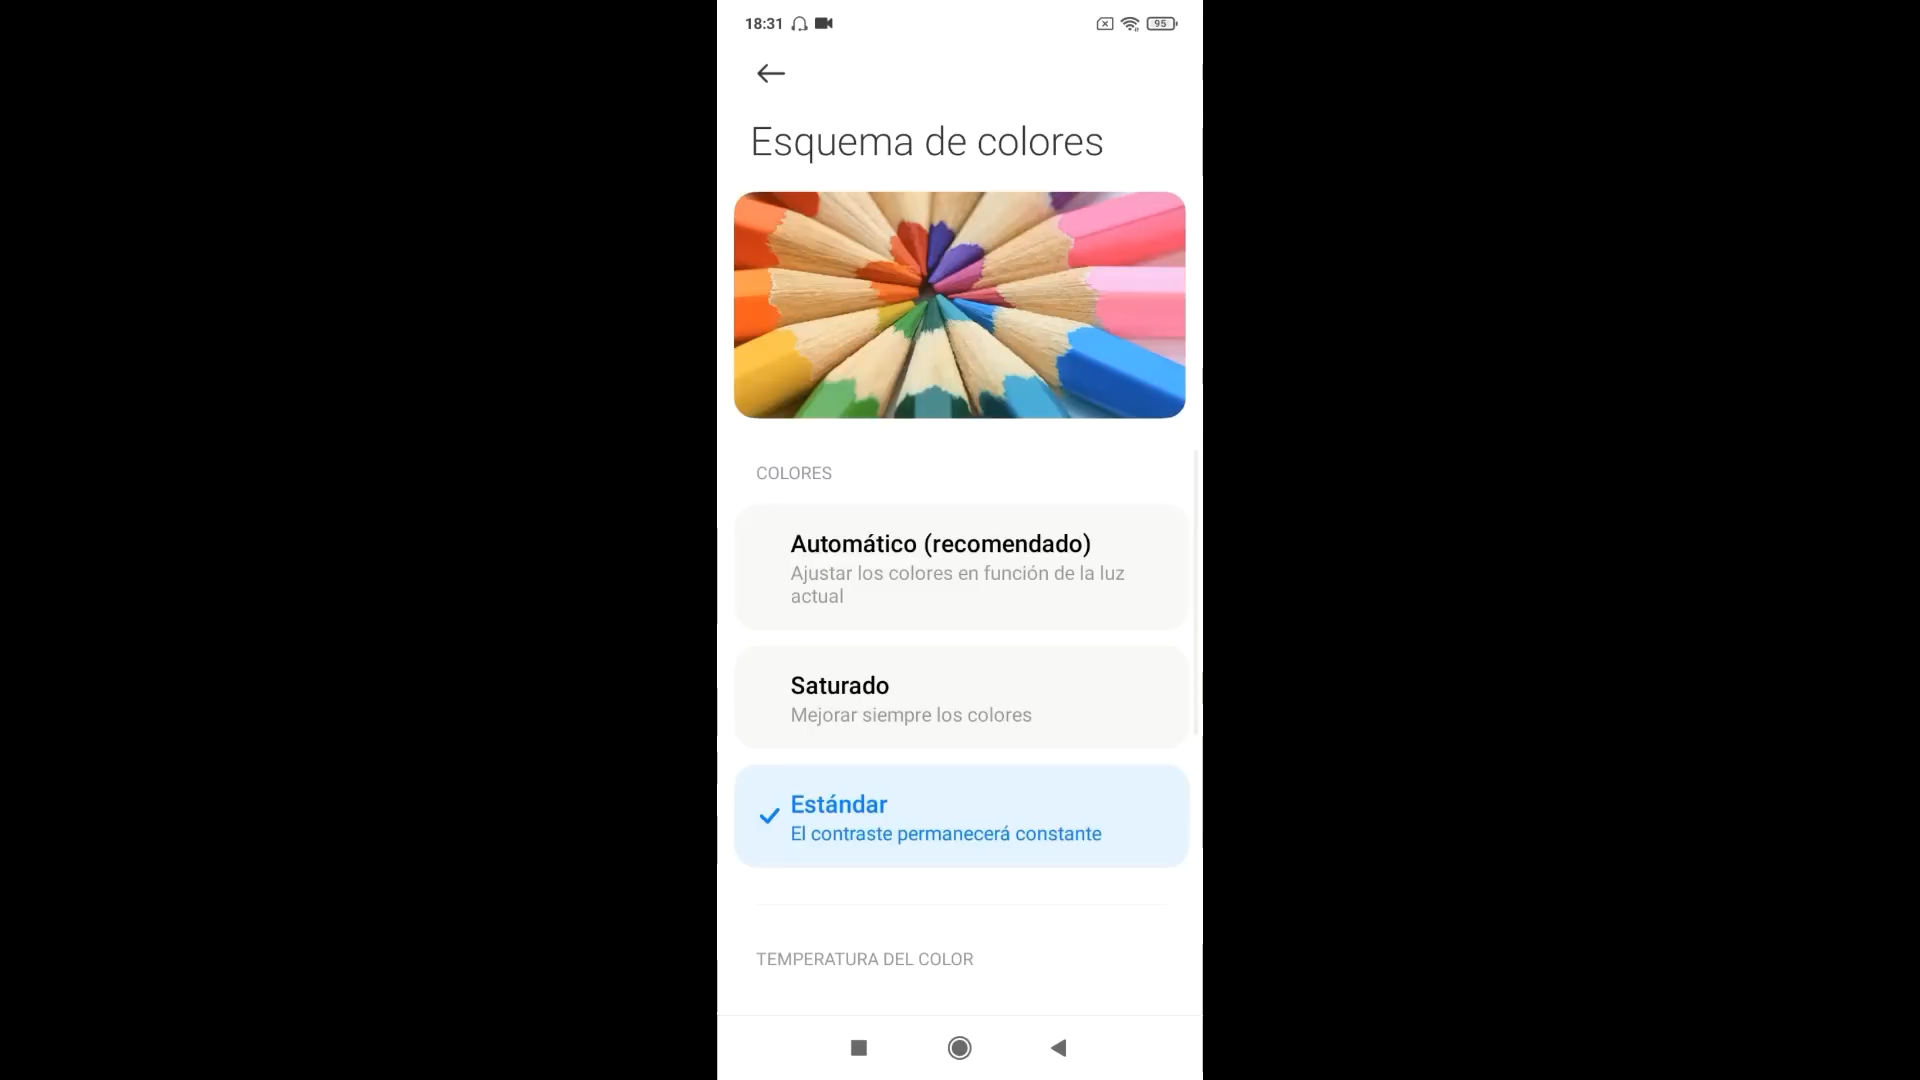 18:31
95
Esquema de colores
COLORES
Automático (recomendado)
Ajustar los colores en función de la luz
actual
Saturado
Mejorar siempre los colores
Estándar
El contraste permanecerá constante
TEMPERATURA DEL COLOR